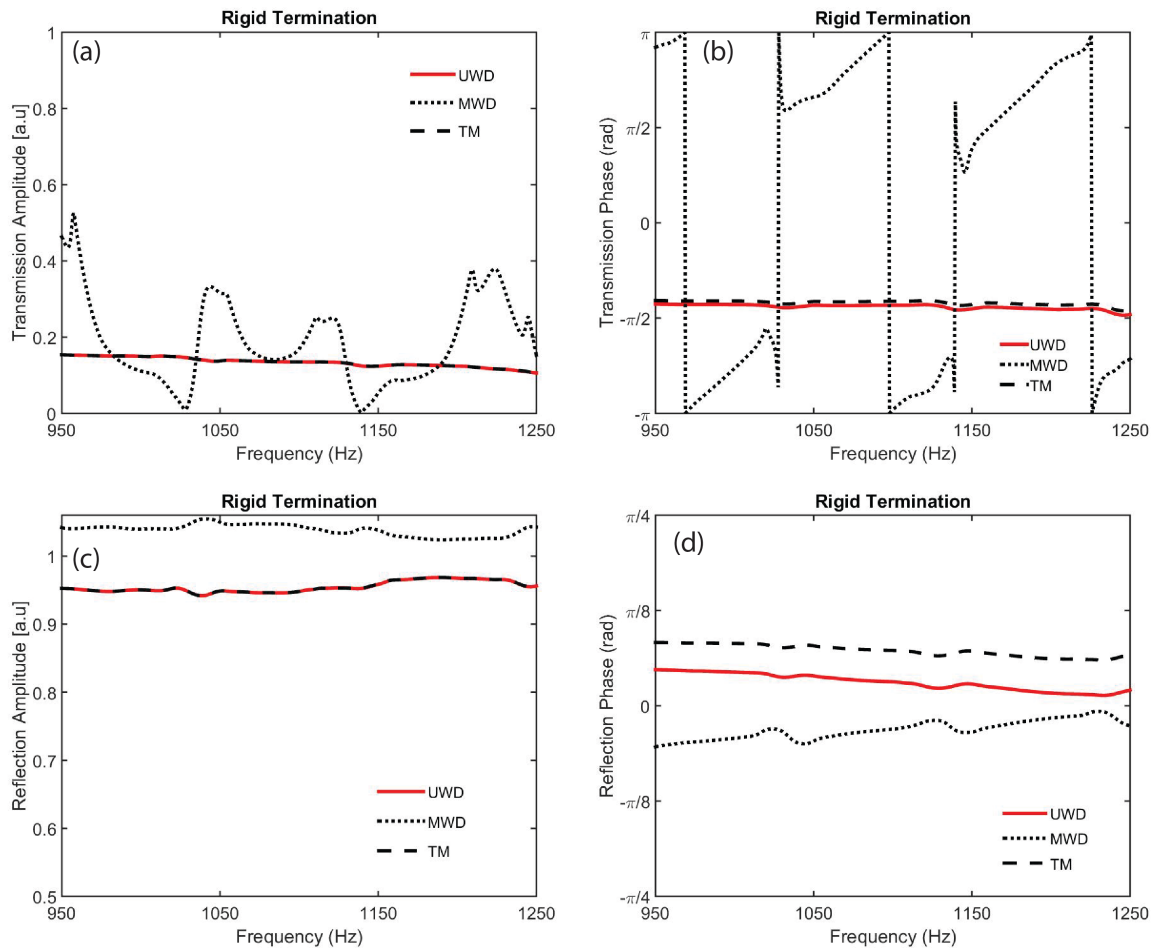 Rigid Termination
(a)
Transmission Amplitude [a.u]
1
0.8
0.6
0.4
0.2
0
UWD
MWD
TM
950
1050
1150
1250
Frequency (Hz)
Rigid Termination
(b)
Transmission Phase (rad)
π
π/2
0
-π/2
-π
UWD
MWD
TM
950
1050
1150
1250
Frequency (Hz)
Rigid Termination
(c)
Reflection Amplitude [a.u]
1
0.9
0.8
0.7
0.6
0.5
UWD
MWD
TM
950
1050
1150
1250
Frequency (Hz)
Rigid Termination
(d)
Reflection Phase (rad)
π/4
π/8
0
-π/8
-π/4
UWD
MWD
TM
950
1050
1150
1250
Frequency (Hz)